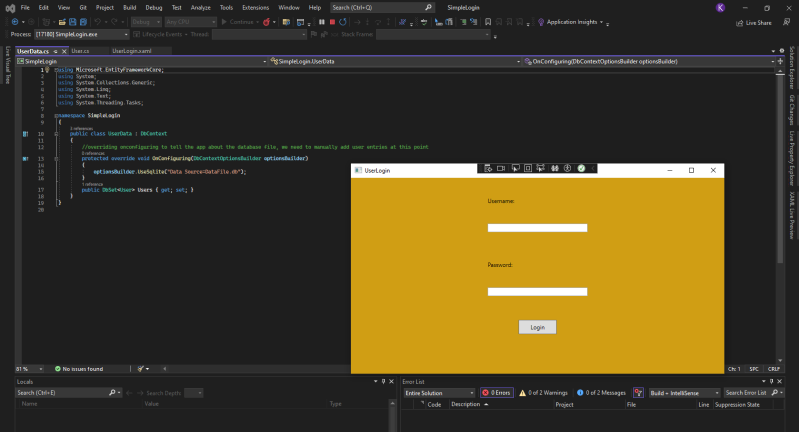 File Edit View Git Project Build Debug Test Analyze Tools Extensions Window Help Search (Ctrl+Q) SimpleLogin K
Debug Any CPU Continue Application Insights Live Share
Process: [17180] SimpleLogin.exe Lifecycle Events Thread: Stack Frame:
UserData.cs User.cs UserLogin.xaml
SimpleLogin SimpleLogin.UserData OnConfiguring(DbContextOptionsBuilder optionsBuilder)
Live Visual Tree
1 using Microsoft.EntityFrameworkCore;
2 using System;
3 using System.Collections.Generic;
4 using System.Linq;
5 using System.Text;
6 using System.Threading.Tasks;
7
8 namespace SimpleLogin
9 {
3 references
10 public class UserData : DbContext
11 {
12 //overriding onconfiguring to tell the app about the database file, we need to manually add user entries at this point
0 references
13 protected override void OnConfiguring(DbContextOptionsBuilder optionsBuilder)
14 {
15 optionsBuilder.UseSqlite("Data Source=DataFile.db");
16 }
1 reference
17 public DbSet<User> Users { get; set; }
18 }
19 }
20
UserLogin
Username:
Password:
Login
Solution Explorer
Git Changes
Live Property Explorer
XAML Live Preview
81 % No issues found Ch: 1 SPC CRLF
Locals
Search (Ctrl+E) Search Depth:
Name Value Type
Error List
Entire Solution 0 Errors 0 of 2 Warnings 0 of 2 Messages Build + IntelliSense Search Error List
Code Description Project File Line Suppression State